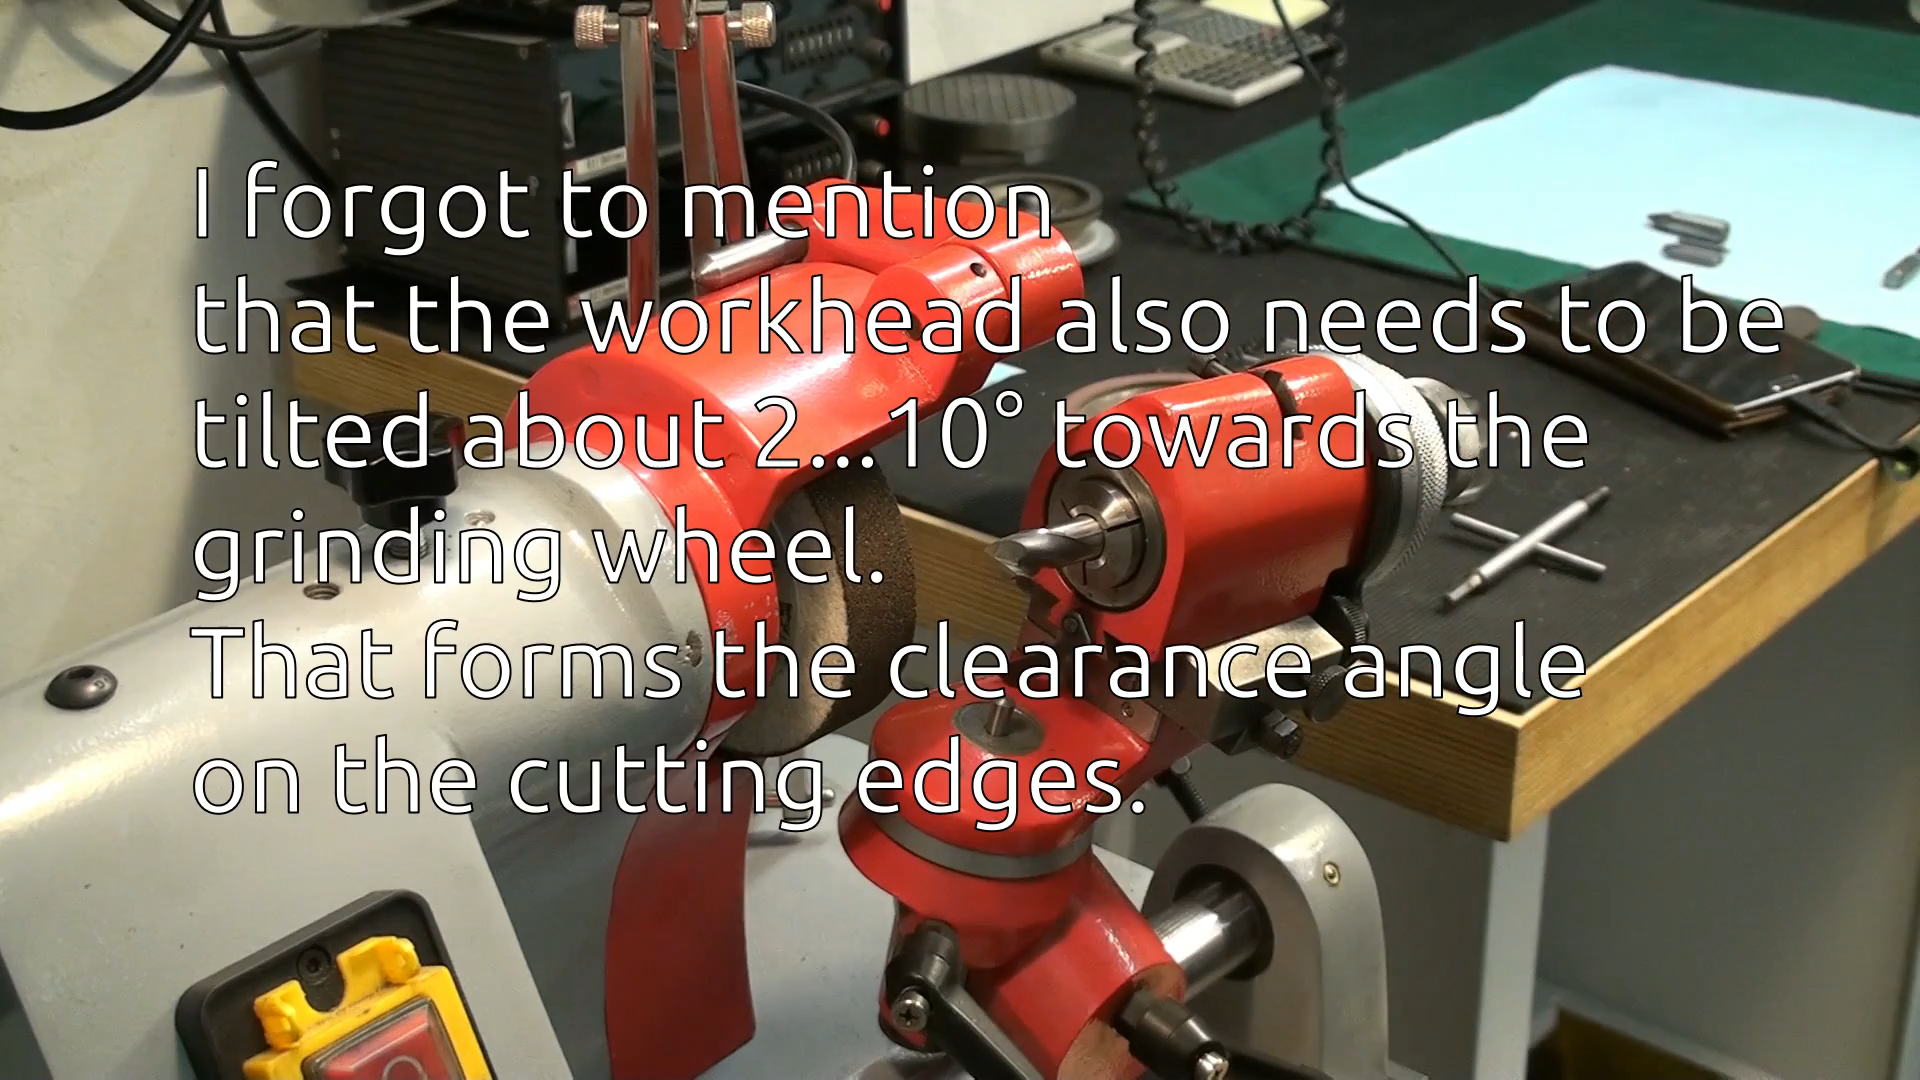 I forgot to mention
that the workhead also needs to be
tilted about 2...10° towards the
grinding wheel.
That forms the clearance angle
on the cutting edges.